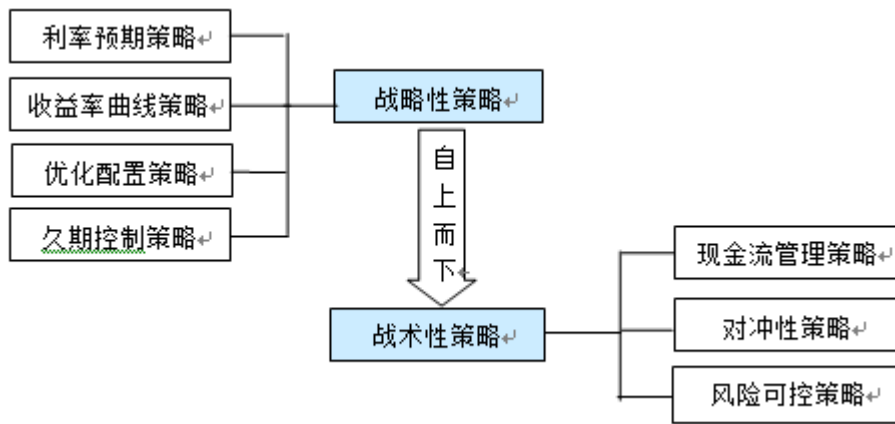 利率预期策略
收益率曲线策略
优化配置策略
久期控制策略
战略性策略
自
上
而
下
战术性策略
现金流管理策略
对冲性策略
风险可控策略